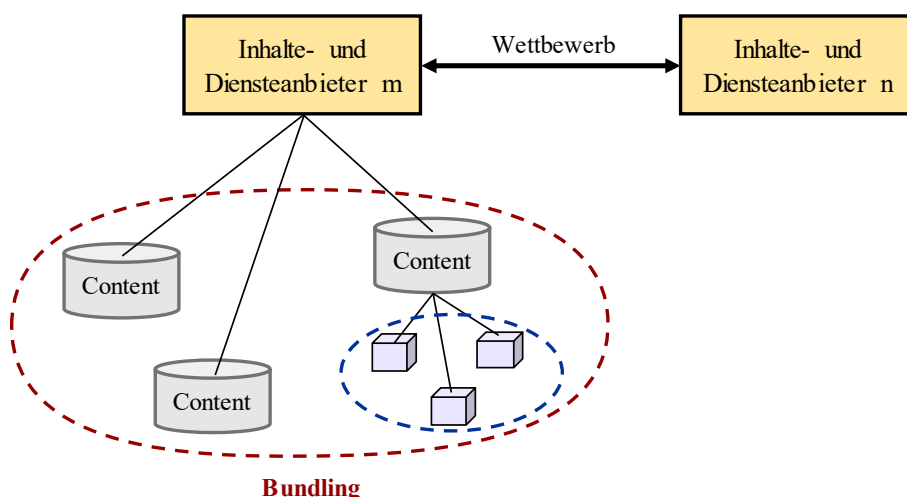 Inhalte- und
Diensteanbieter m
Wettbewerb
Inhalte- und
Diensteanbieter n
Content
Content
Content
Bundling